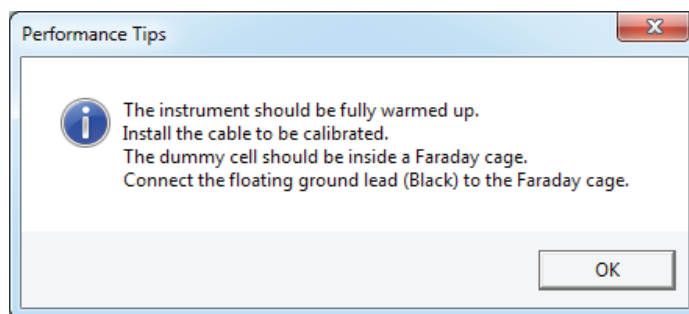 Performance Tips
The instrument should be fully warmed up.
Install the cable to be calibrated.
The dummy cell should be inside a Faraday cage.
Connect the floating ground lead (Black) to the Faraday cage.
OK